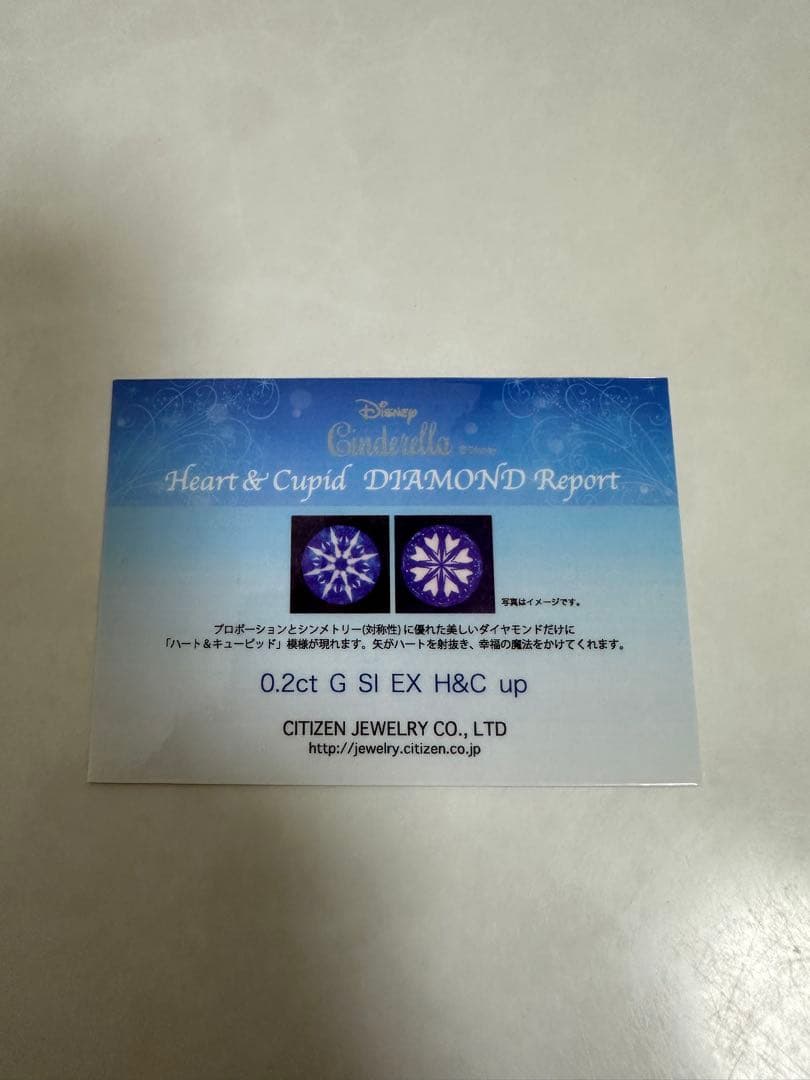 Disney
Cinderella
Heart & Cupid DIAMOND Report
写真はイメージです。
プロポーションとシンメトリー(対称性)に優れた美しいダイヤモンドだけに
「ハート＆キューピッド」模様が現れます。矢がハートを射抜き、幸福の魔法をかけてくれます。
0.2ct G SI EX H&C up
CITIZEN JEWELRY CO., LTD
http://jewelry.citizen.co.jp